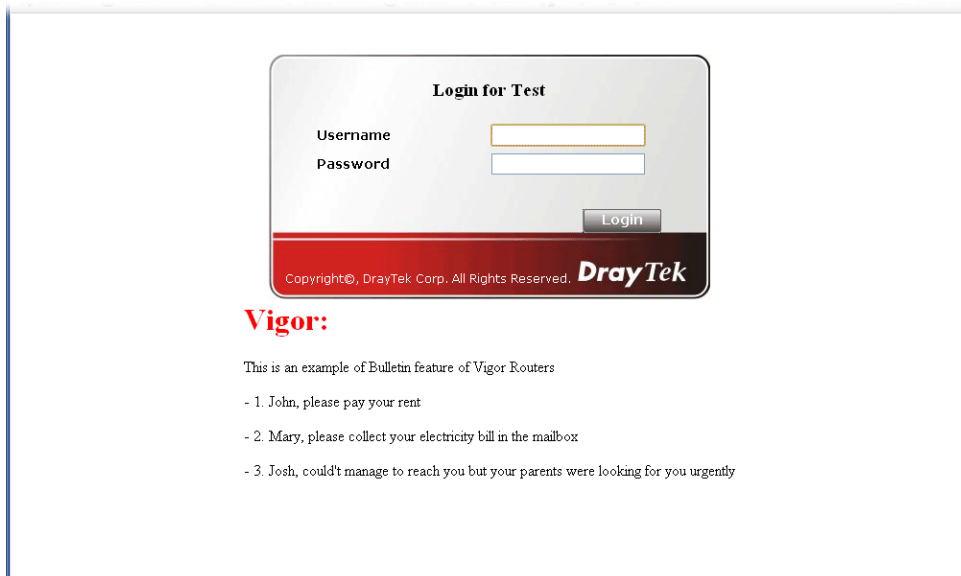 Login for Test
Username
Password
Login
Copyright©, DrayTek Corp. All Rights Reserved. DrayTek
Vigor:
This is an example of Bulletin feature of Vigor Routers
- 1. John, please pay your rent
- 2. Mary, please collect your electricity bill in the mailbox
- 3. Josh, could't manage to reach you but your parents were looking for you urgently